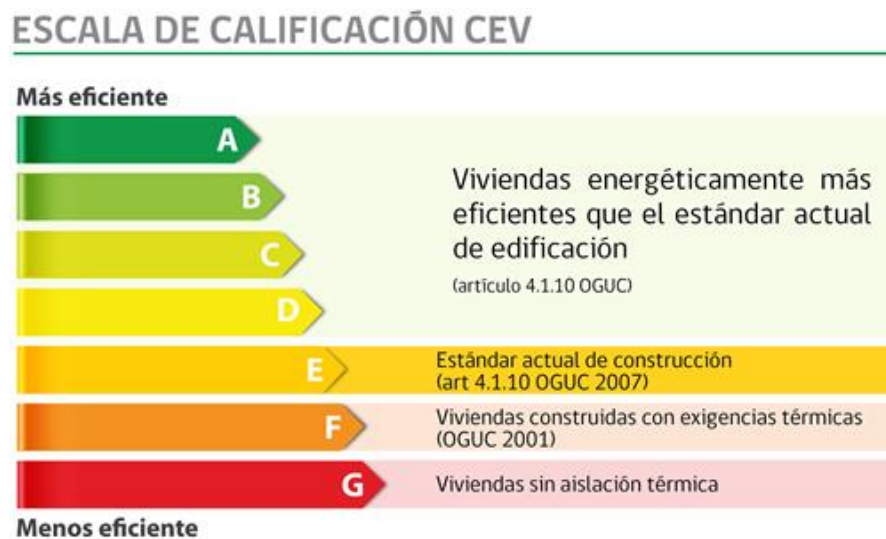 ESCALA DE CALIFICACIÓN CEV
Más eficiente
A
B
C
D
E
F
G
Viviendas energéticamente más
eficientes que el estándar actual
de edificación
(artículo 4.1.10 OGUC)
Estándar actual de construcción
(art 4.1.10 OGUC 2007)
Viviendas construidas con exigencias térmicas
(OGUC 2001)
Viviendas sin aislación térmica
Menos eficiente